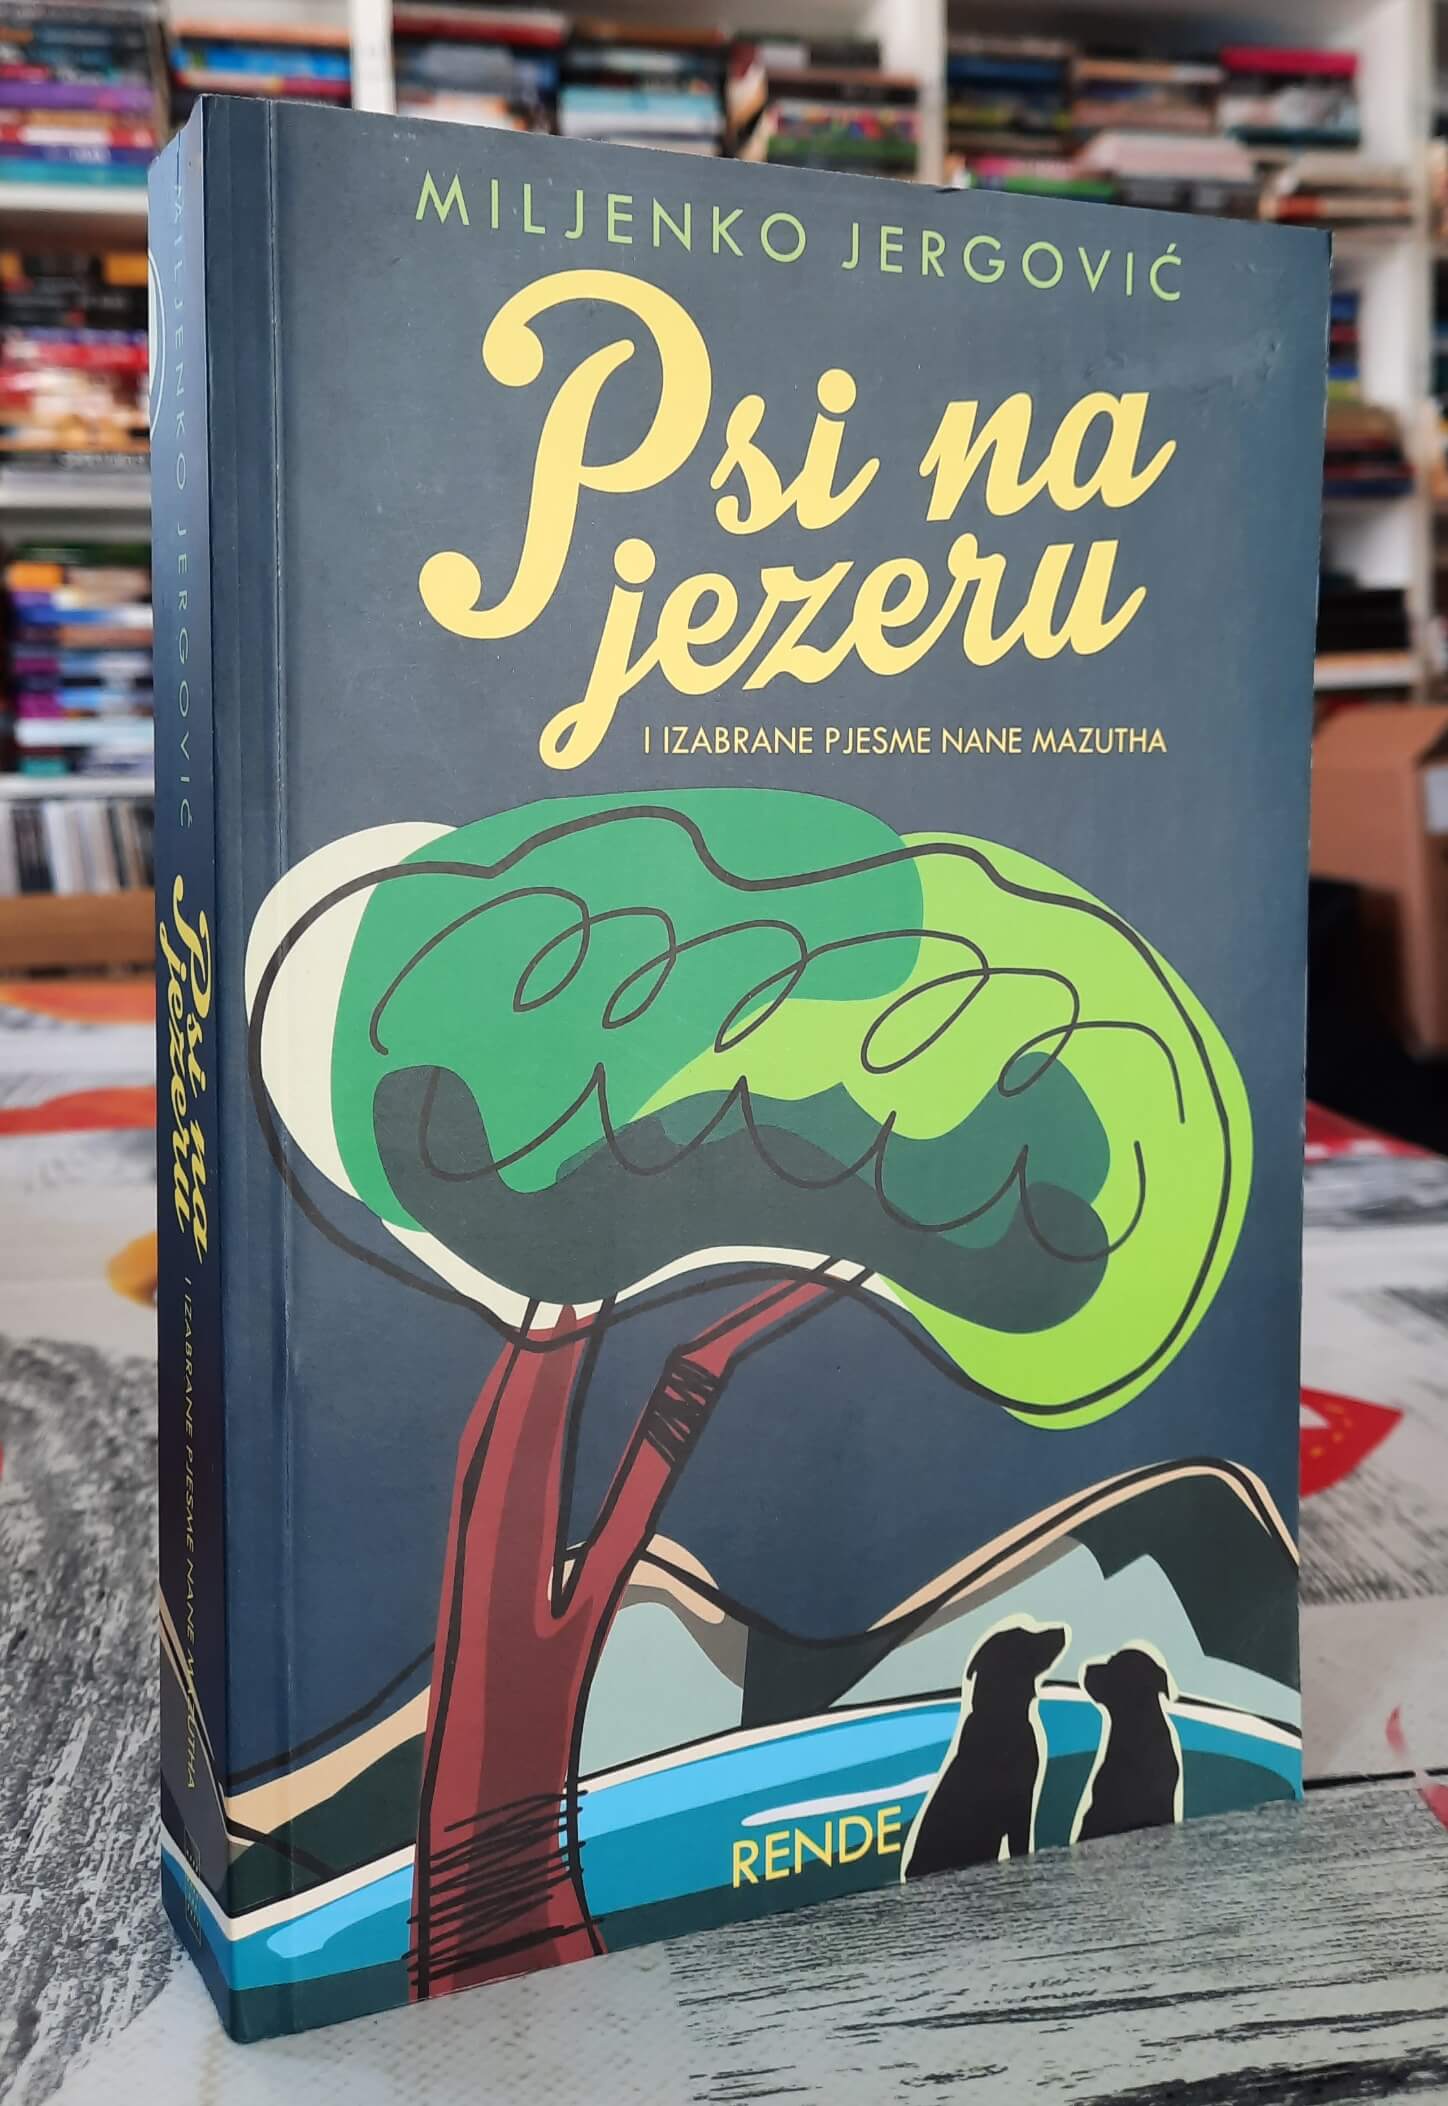 MILJENKO JERGOVIĆ
Psi na
jezeru
I IZABRANE PJESME NANE MAZUTHA
RENDE
MILJENKO JERGOVIĆ
Psi na
jezeru
I IZABRANE PJESME NANE MAZUTHA